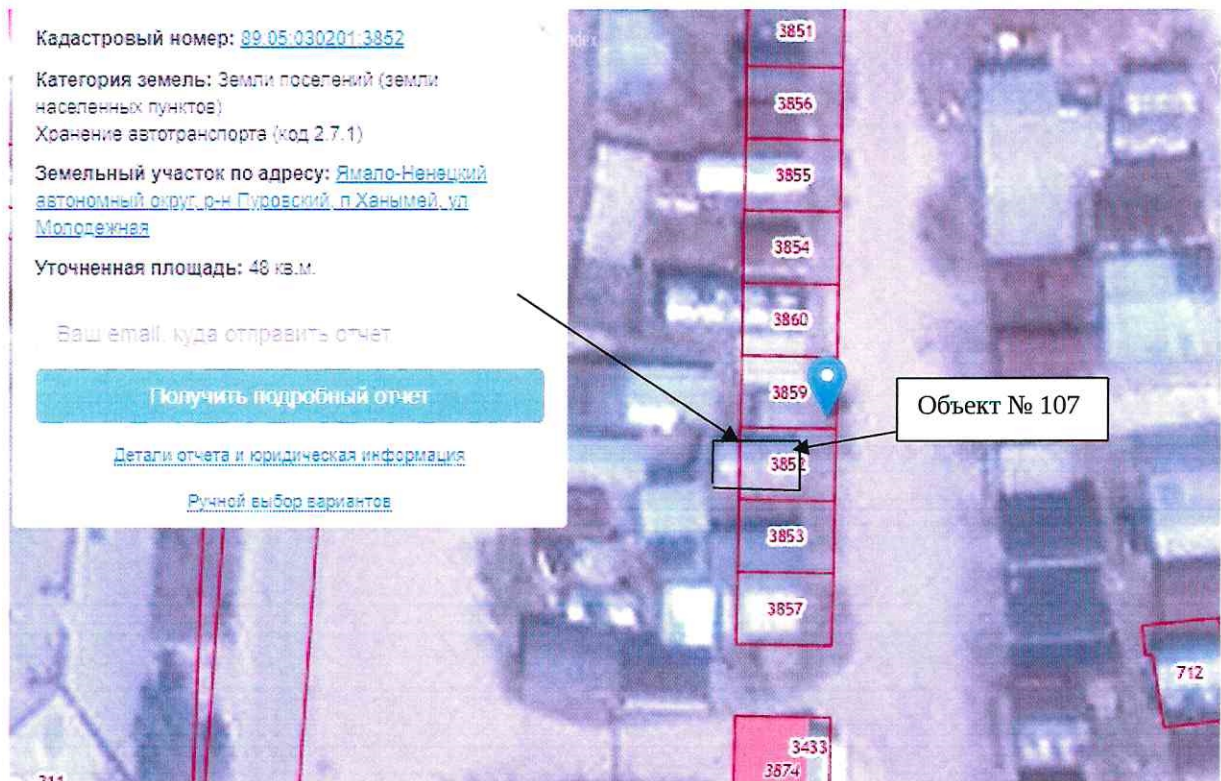 Кадастровый номер: 89:05:030201:3852
Категория земель: Земли поселений (земли
населенных пунктов)
Хранение автотранспорта (код 2.7.1)
Земельный участок по адресу: Ямало-Ненецкий
автономный округ, р-н Пуровский, п Ханымей, ул
Молодежная
Уточненная площадь: 48 кв.м.
Ваш email, куда отправить отчет
Получить подробный отчет
Детали отчета и юридическая информация
Ручной выбор вариантов
3851
3856
3855
3854
3860
3859
Объект № 107
3852
3853
3857
712
3433
3874
311